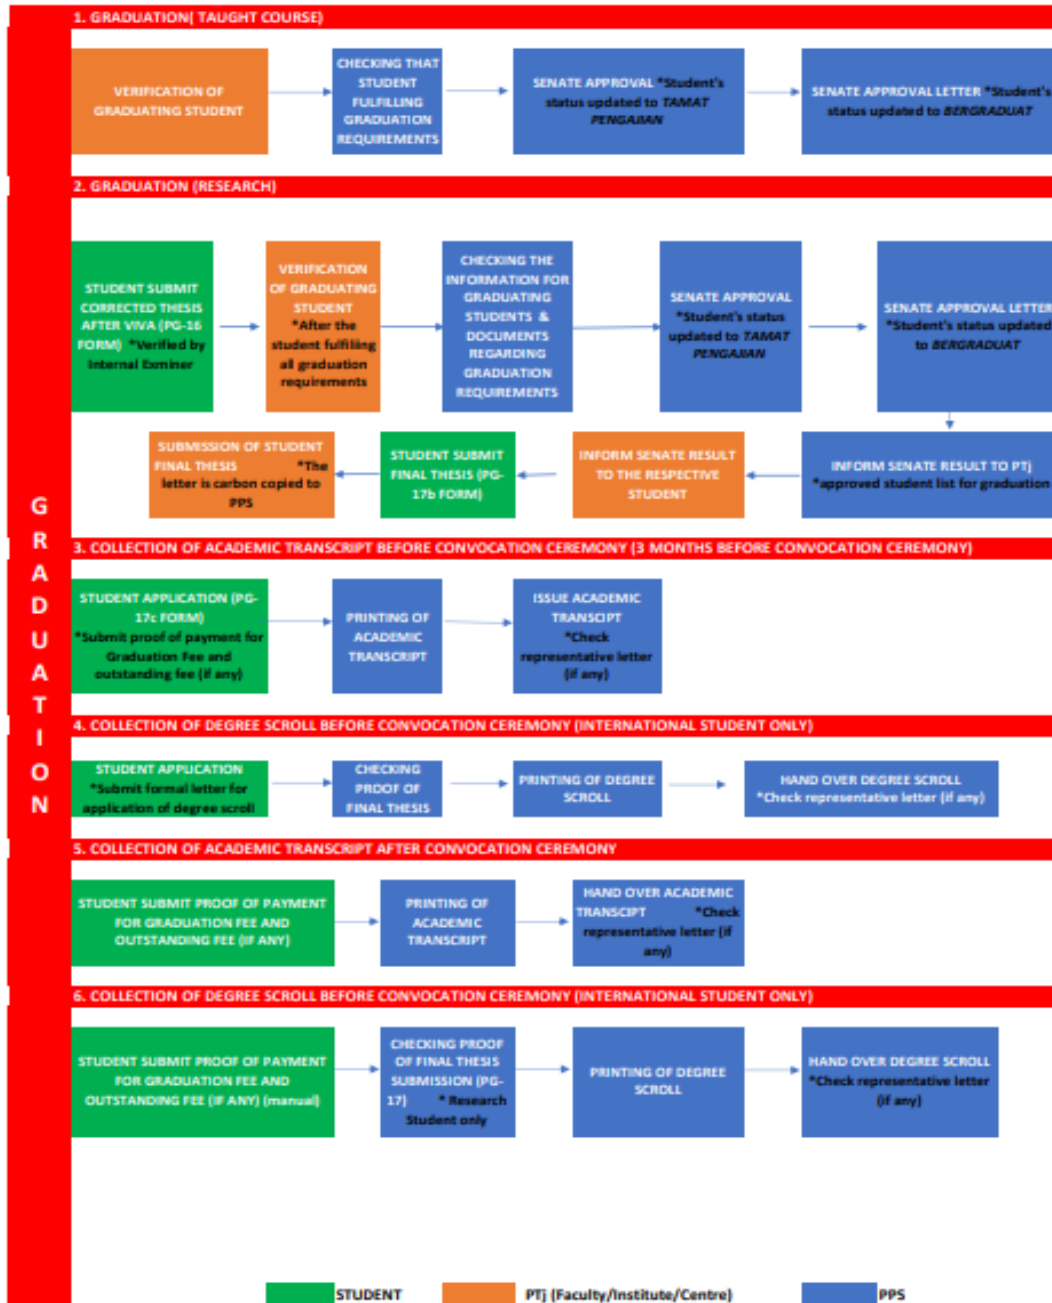 1. GRADUATION( TAUGHT COURSE)
VERIFICATION OF
GRADUATING STUDENT
CHECKING THAT
STUDENT
FULFILLING
GRADUATION
REQUIREMENTS
SENATE APPROVAL *Student's
status updated to TAMAT
PENGAJIAN
SENATE APPROVAL LETTER *Student's
status updated to BERGRADUAT
2. GRADUATION (RESEARCH)
STUDENT SUBMIT
CORRECTED THESIS
AFTER VIVA (PG-16
FORM) *Verified by
Internal Exminer
VERIFICATION
OF GRADUATING
STUDENT
*After the
student fulfilling
all graduation
requirements
CHECKING THE
INFORMATION FOR
GRADUATING
STUDENTS &
DOCUMENTS
REGARDING
GRADUATION
REQUIREMENTS
SENATE APPROVAL
*Student's status
updated to TAMAT
PENGAJIAN
SENATE APPROVAL LETTER
*Student's status updated
to BERGRADUAT
INFORM SENATE RESULT TO PTj
*approved student list for graduation
INFORM SENATE RESULT
TO THE RESPECTIVE
STUDENT
STUDENT SUBMIT
FINAL THESIS (PG-
17b FORM)
SUBMISSION OF STUDENT
FINAL THESIS *The
letter is carbon copied to
PPS
GRADUATION
3. COLLECTION OF ACADEMIC TRANSCRIPT BEFORE CONVOCATION CEREMONY (3 MONTHS BEFORE CONVOCATION CEREMONY)
STUDENT APPLICATION (PG-
17c FORM)
*Submit proof of payment for
Graduation Fee and
outstanding fee (if any)
PRINTING OF
ACADEMIC
TRANSCRIPT
ISSUE ACADEMIC
TRANSCIPT
*Check
representative letter
(if any)
4. COLLECTION OF DEGREE SCROLL BEFORE CONVOCATION CEREMONY (INTERNATIONAL STUDENT ONLY)
STUDENT APPLICATION
*Submit formal letter for
application of degree scroll
CHECKING
PROOF OF
FINAL THESIS
PRINTING OF DEGREE
SCROLL
HAND OVER DEGREE SCROLL
*Check representative letter (if any)
5. COLLECTION OF ACADEMIC TRANSCRIPT AFTER CONVOCATION CEREMONY
STUDENT SUBMIT PROOF OF PAYMENT
FOR GRADUATION FEE AND
OUTSTANDING FEE (IF ANY)
PRINTING OF
ACADEMIC
TRANSCRIPT
HAND OVER ACADEMIC
TRANSCIPT *Check
representative letter (if
any)
6. COLLECTION OF DEGREE SCROLL BEFORE CONVOCATION CEREMONY (INTERNATIONAL STUDENT ONLY)
STUDENT SUBMIT PROOF OF PAYMENT
FOR GRADUATION FEE AND
OUTSTANDING FEE (IF ANY) (manual)
CHECKING PROOF
OF FINAL THESIS
SUBMISSION (PG-
17) * Research
Student only
PRINTING OF DEGREE
SCROLL
HAND OVER DEGREE SCROLL
*Check representative letter
(if any)
STUDENT
PTj (Faculty/Institute/Centre)
PPS